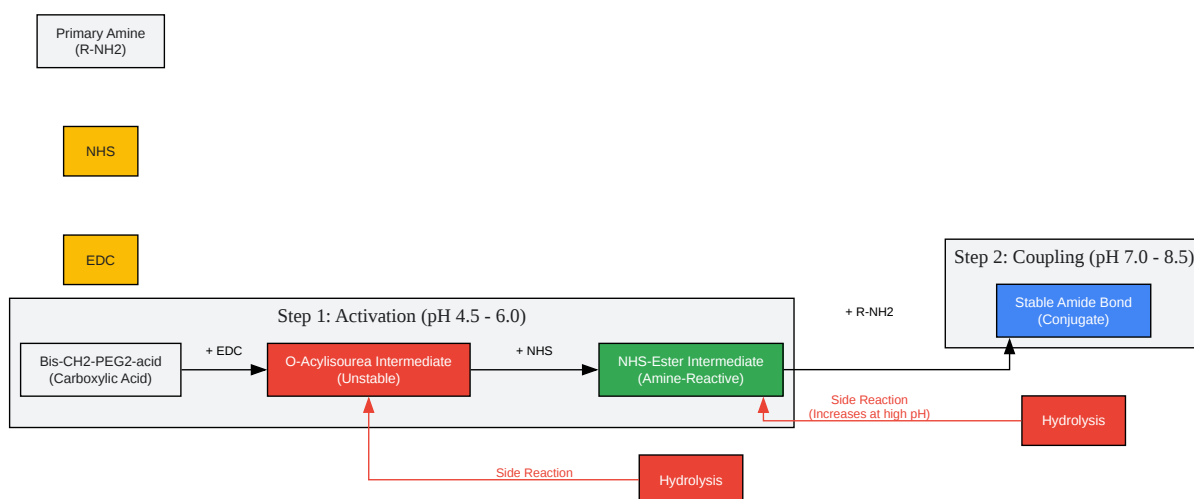 Primary Amine
(R-NH2)
NHS
EDC
Step 1: Activation (pH 4.5 - 6.0)
Bis-CH2-PEG2-acid
(Carboxylic Acid)
+ EDC
O-Acylisourea Intermediate
(Unstable)
+ NHS
NHS-Ester Intermediate
(Amine-Reactive)
+ R-NH2
Step 2: Coupling (pH 7.0 - 8.5)
Stable Amide Bond
(Conjugate)
Side Reaction
(Increases at high pH)
Hydrolysis
Side Reaction
Hydrolysis